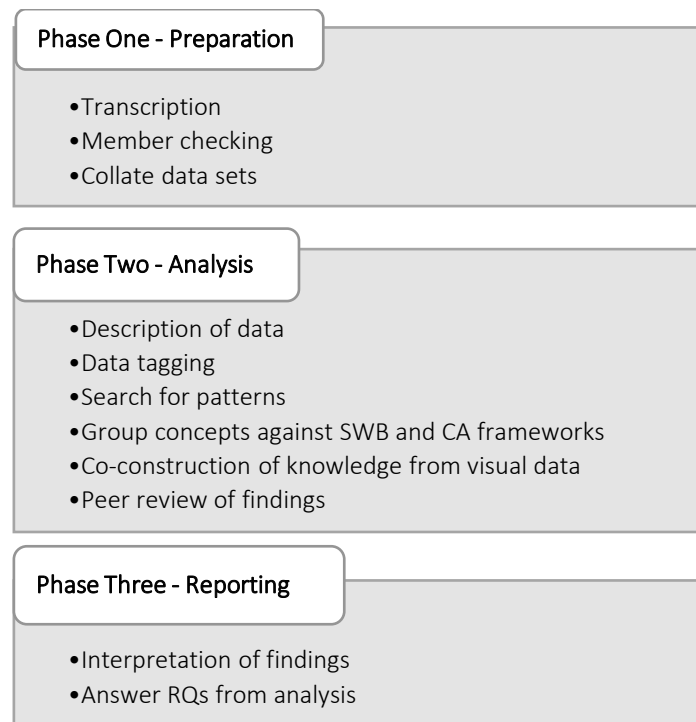 Phase One - Preparation
•Transcription
•Member checking
•Collate data sets
Phase Two - Analysis
•Description of data
•Data tagging
•Search for patterns
•Group concepts against SWB and CA frameworks
•Co-construction of knowledge from visual data
•Peer review of findings
Phase Three - Reporting
•Interpretation of findings
•Answer RQs from analysis